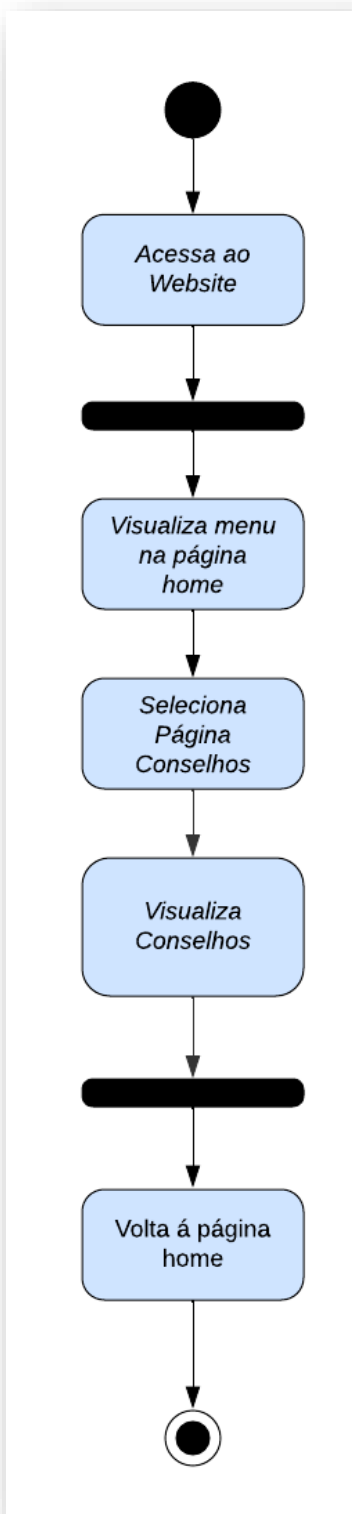 Acessa ao
Website
Visualiza menu
na página
home
Seleciona
Página
Conselhos
Visualiza
Conselhos
Volta á página
home